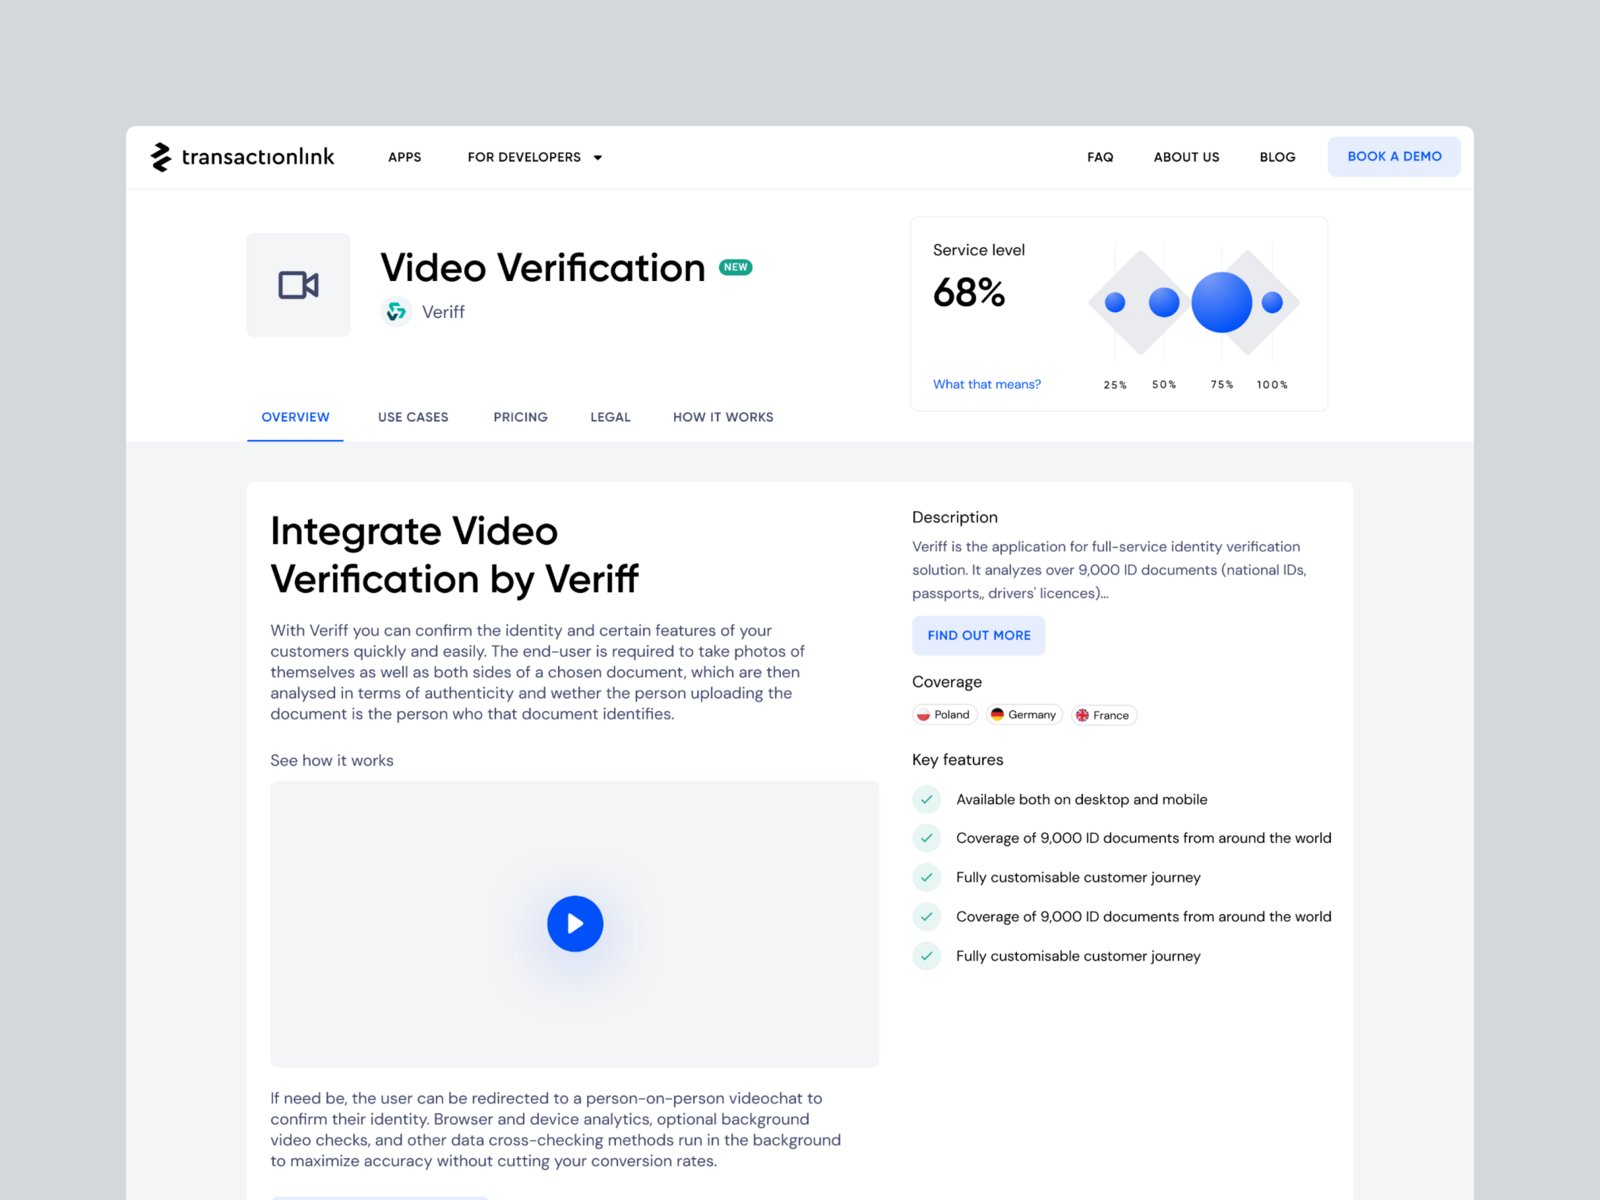 transactionlink
APPS
FOR DEVELOPERS
FAQ
ABOUT US
BLOG
BOOK A DEMO
Video Verification
NEW
Veriff
Service level
68%
What that means?
25%
50%
75%
100%
OVERVIEW
USE CASES
PRICING
LEGAL
HOW IT WORKS
Integrate Video
Verification by Veriff
With Veriff you can confirm the identity and certain features of your
customers quickly and easily. The end-user is required to take photos of
themselves as well as both sides of a chosen document, which are then
analysed in terms of authenticity and wether the person uploading the
document is the person who that document identifies.
See how it works
If need be, the user can be redirected to a person-on-person videochat to
confirm their identity. Browser and device analytics, optional background
video checks, and other data cross-checking methods run in the background
to maximize accuracy without cutting your conversion rates.
Description
Veriff is the application for full-service identity verification
solution. It analyzes over 9,000 ID documents (national IDs,
passports,, drivers' licences)...
FIND OUT MORE
Coverage
Poland
Germany
France
Key features
Available both on desktop and mobile
Coverage of 9,000 ID documents from around the world
Fully customisable customer journey
Coverage of 9,000 ID documents from around the world
Fully customisable customer journey